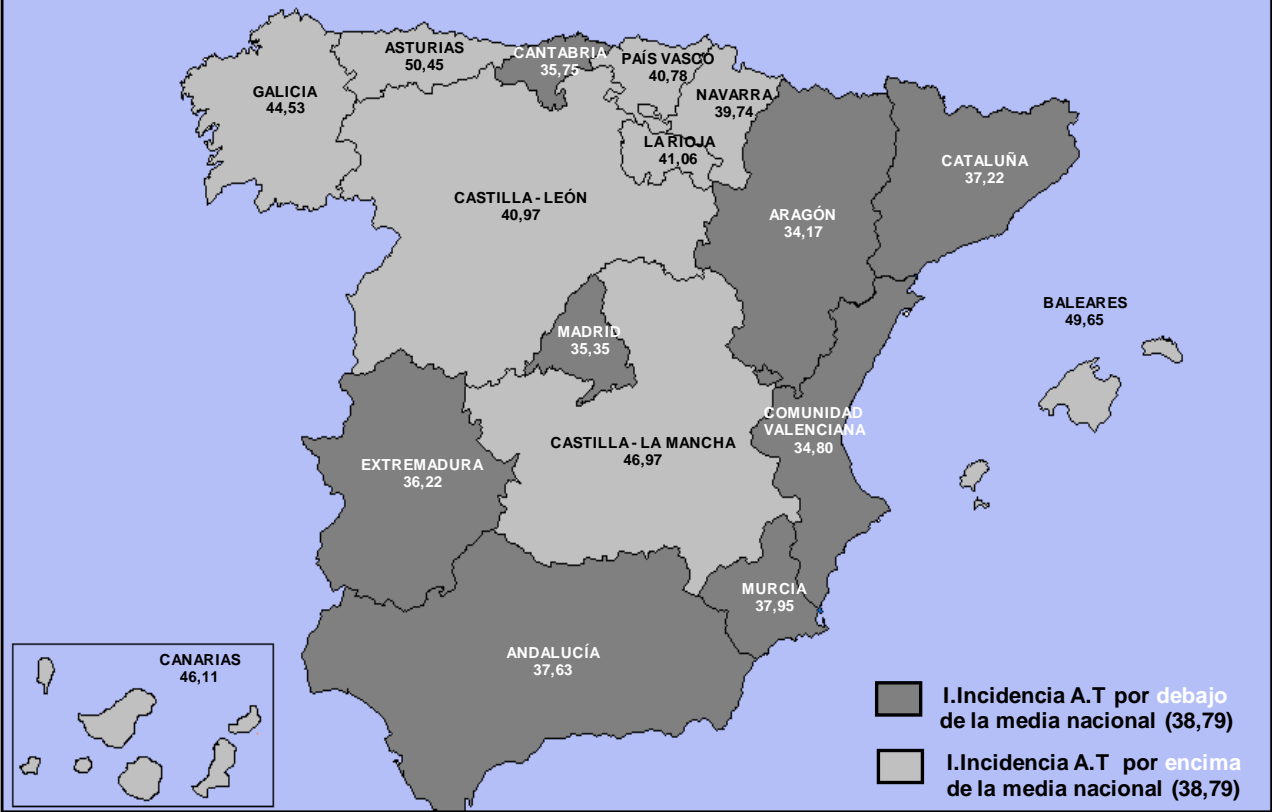 ASTURIAS
50,45
CANTABRIA
35,75
PAÍS VASCO
40,78
GALICIA
44,53
NAVARRA
39,74
LA RIOJA
41,06
CATALUÑA
37,22
CASTILLA - LEÓN
40,97
ARAGÓN
34,17
BALEARES
49,65
MADRID
35,35
COMUNIDAD
VALENCIANA
34,80
CASTILLA - LA MANCHA
46,97
EXTREMADURA
36,22
MURCIA
37,95
ANDALUCÍA
37,63
CANARIAS
46,11
I.Incidencia A.T por debajo
de la media nacional (38,79)
I.Incidencia A.T por encima
de la media nacional (38,79)